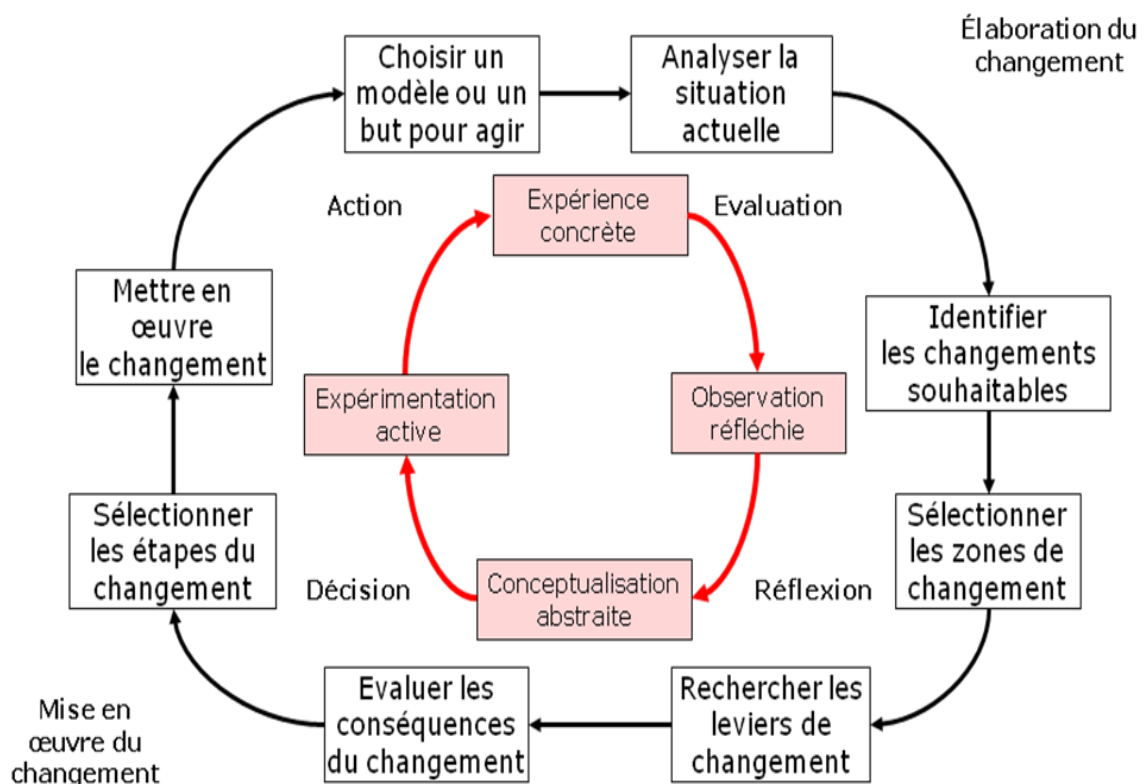 Élaboration du
changement
Choisir un
modèle ou un
but pour agir
Analyser la
situation
actuelle
Action
Expérience
concrète
Evaluation
Mettre en
œuvre
le changement
Identifier
les changements
souhaitables
Expérimentation
active
Observation
réfléchie
Sélectionner
les étapes du
changement
Sélectionner
les zones de
changement
Décision
Conceptualisation
abstraite
Réflexion
Mise en
œuvre du
changement
Evaluer les
conséquences
du changement
Rechercher les
leviers de
changement